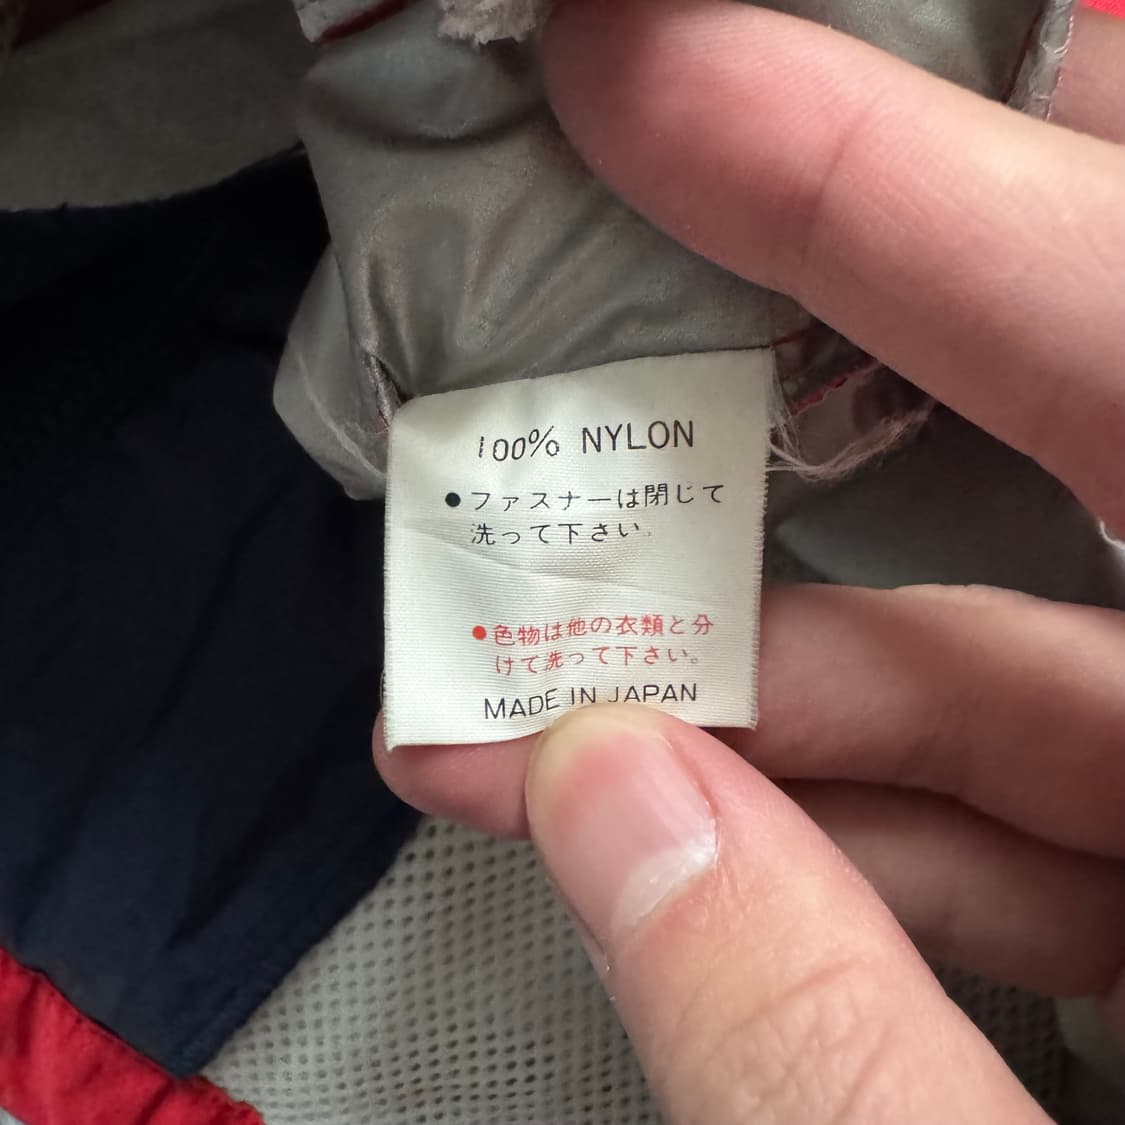 100% NYLON
●ファスナーは閉じて
洗って下さい。
●色物は他の衣類と分
けて洗って下さい。
MADE IN JAPAN